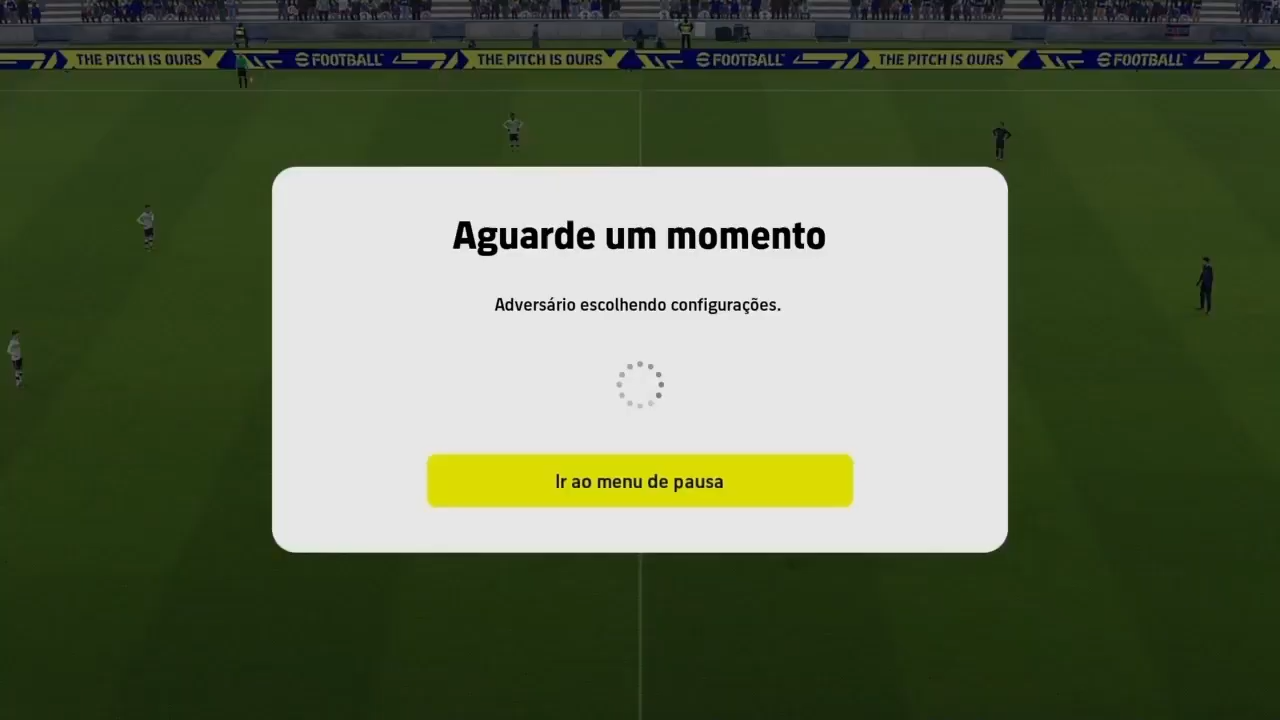 THE PITCH IS OURS EFOOTBALL THE PITCH IS OURS EFOOTBALL THE PITCH IS OURS EFOOTBALL
Aguarde um momento
Adversário escolhendo configurações.
Ir ao menu de pausa